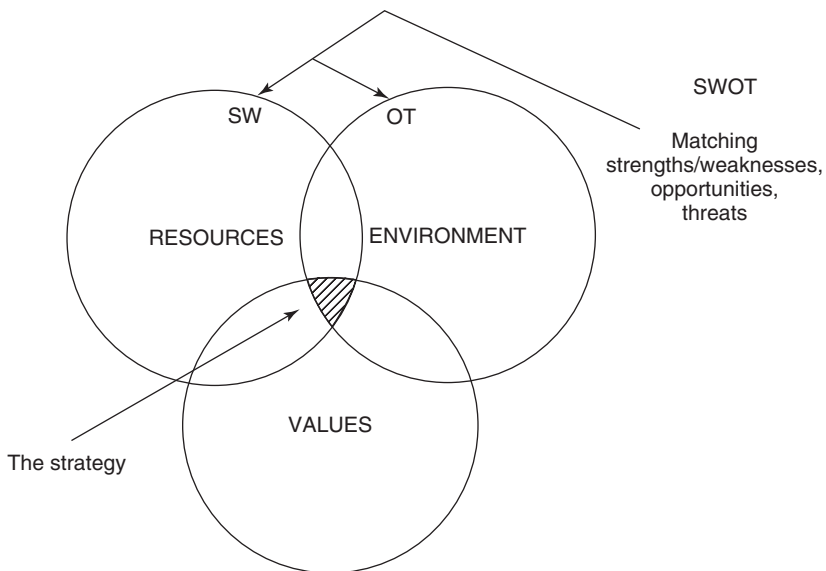 SWOT
SW
OT
Matching
strengths/weaknesses,
opportunities,
threats
RESOURCES
ENVIRONMENT
VALUES
The strategy